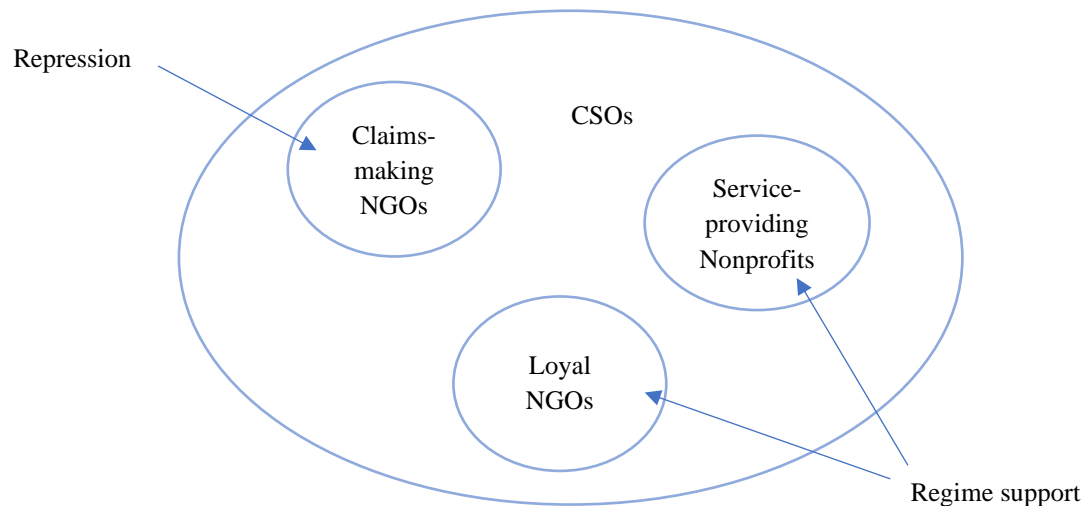 Repression
CSOs
Claims-
making
NGOs
Service-
providing
Nonprofits
Loyal
NGOs
Regime support